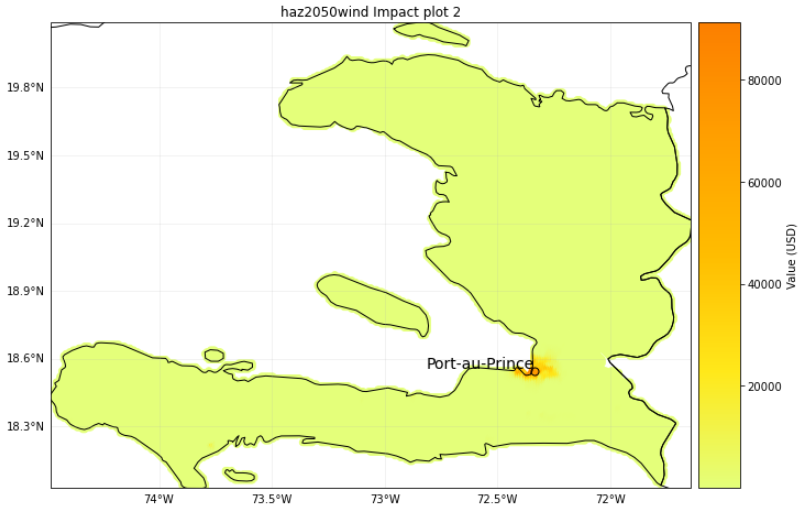 haz2050wind Impact plot 2
19.8°N
19.5°N
19.2°N
18.9°N
18.6°N
18.3°N
Port-au-Prince
74°W
73.5°W
73°W
72.5°W
72°W
80000
60000
40000
20000
Value (USD)